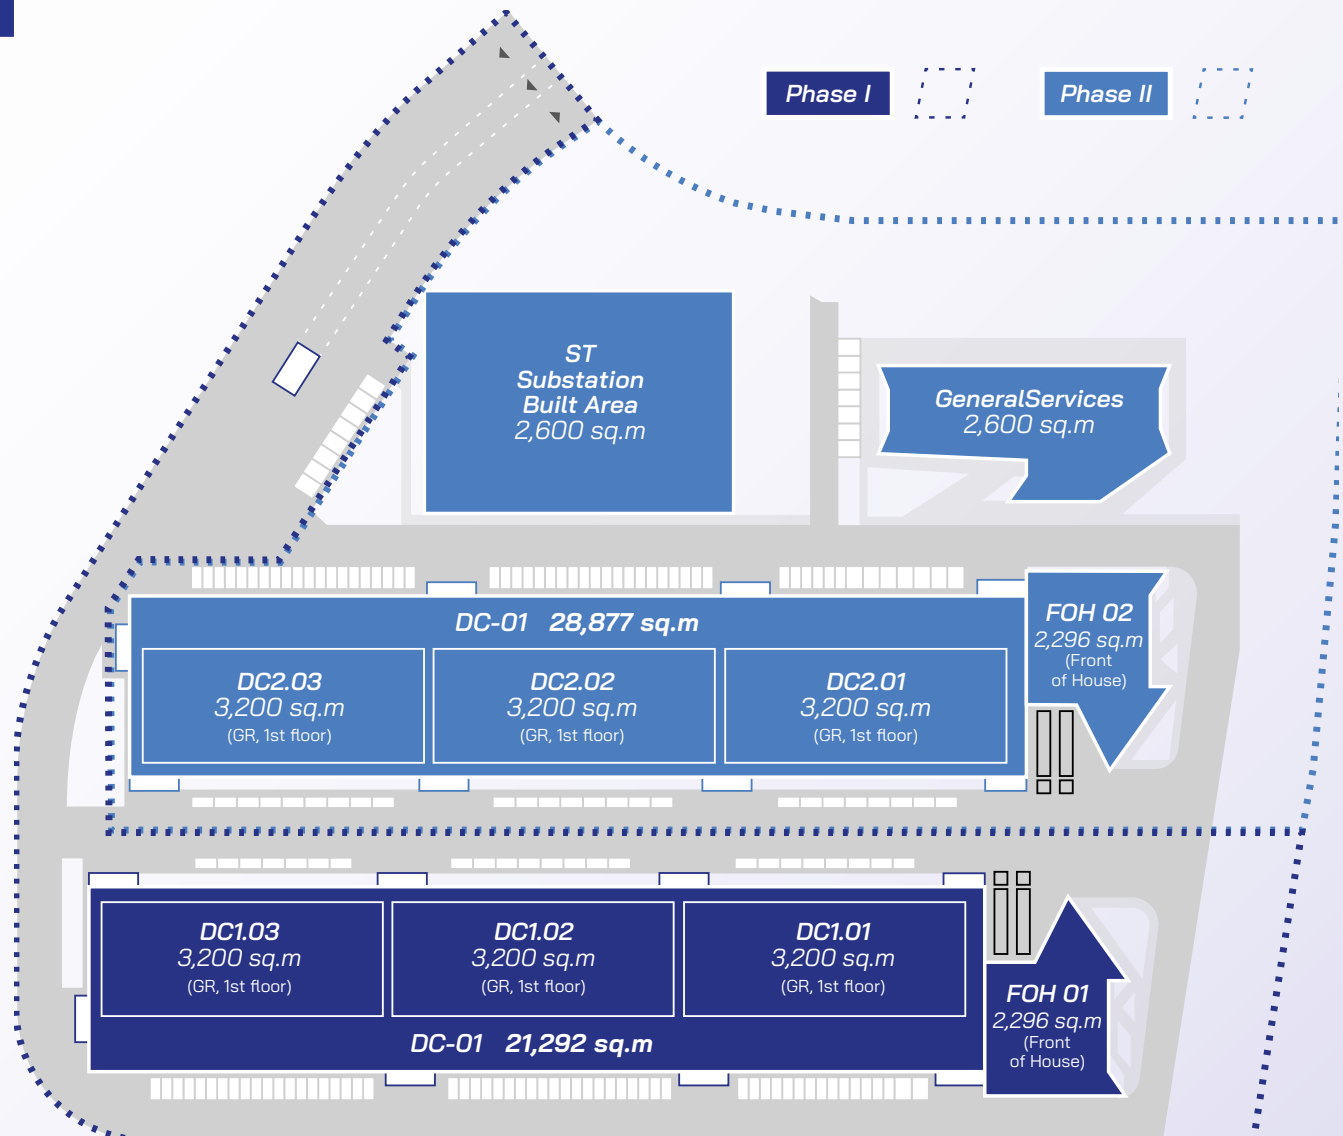 Phase I
Phase II
ST
Substation
Built Area
2,600 sq.m
GeneralServices
2,600 sq.m
DC-01 28,877 sq.m
DC2.03
3,200 sq.m
(GR, 1st floor)
DC2.02
3,200 sq.m
(GR, 1st floor)
DC2.01
3,200 sq.m
(GR, 1st floor)
FOH 02
2,296 sq.m
(Front
of House)
DC1.03
3,200 sq.m
(GR, 1st floor)
DC1.02
3,200 sq.m
(GR, 1st floor)
DC1.01
3,200 sq.m
(GR, 1st floor)
DC-01 21,292 sq.m
FOH 01
2,296 sq.m
(Front
of House)